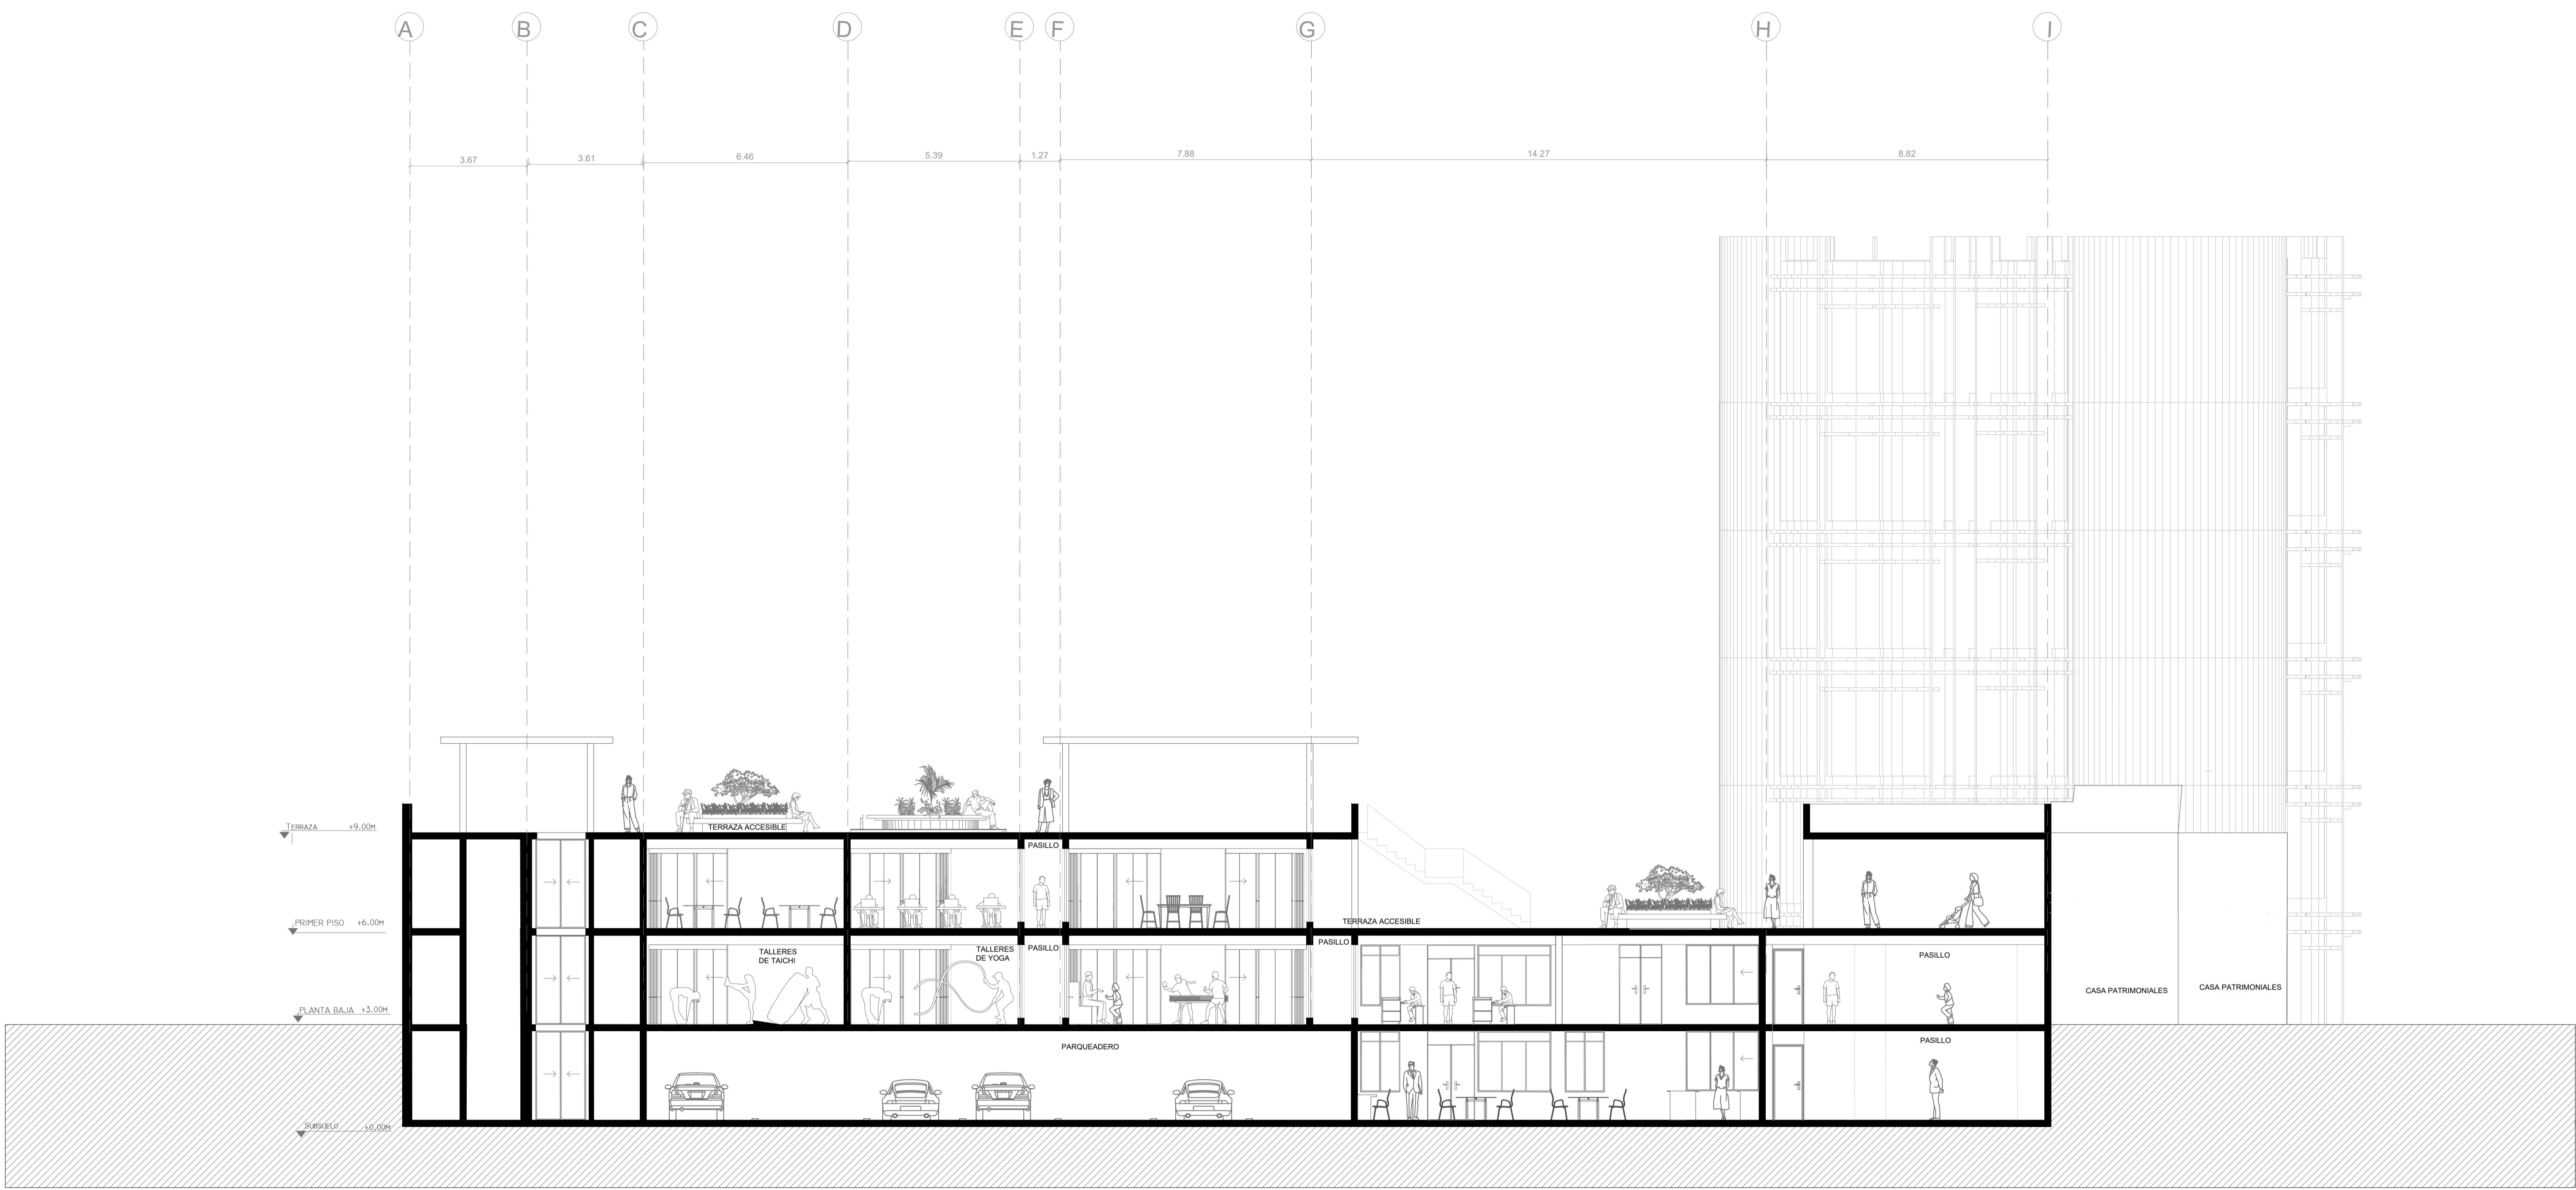 A B C D E F G H I
3.67 3.61 6.46 5.39 1.27 7.88 14.27 8.82
TERRAZA +9.00M
TERRAZA ACCESIBLE
PASILLO
PRIMER PISO +6.00M
TERRAZA ACCESIBLE
TALLERES
DE TAICHI
TALLERES
DE YOGA
PASILLO
PASILLO
PASILLO
CASA PATRIMONIALES
CASA PATRIMONIALES
PLANTA BAJA +3.00M
PARQUEADERO
PASILLO
SUBSUELO +0.00M